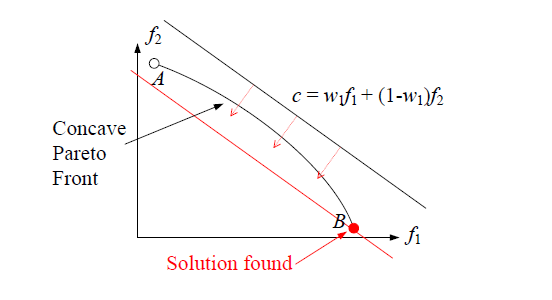 f₂
A
c = w₁f₁ + (1-w₁)f₂
Concave
Pareto
Front
B
f₁
Solution found